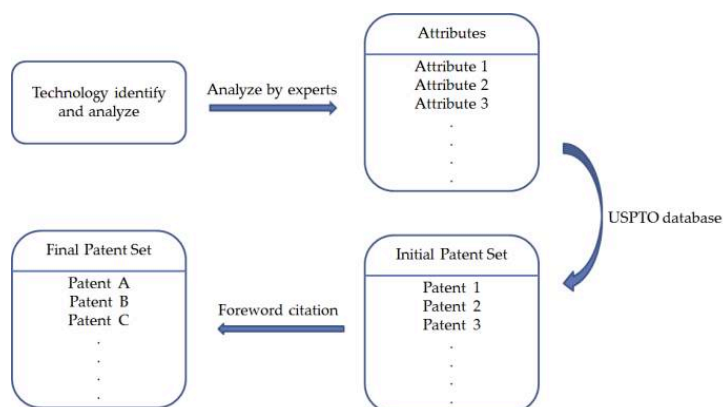 Technology identify
and analyze
Analyze by experts
Attributes
Attribute 1
Attribute 2
Attribute 3
.
.
.
.
USPTO database
Initial Patent Set
Patent 1
Patent 2
Patent 3
.
.
.
.
Foreword citation
Final Patent Set
Patent A
Patent B
Patent C
.
.
.
.